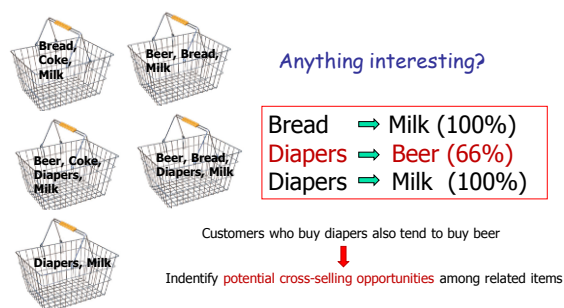 Bread,
Coke,
Milk
Beer, Bread,
Milk
Anything interesting?
Bread ⇒ Milk (100%)
Diapers ⇒ Beer (66%)
Diapers ⇒ Milk (100%)
Beer, Coke,
Diapers,
Milk
Beer, Bread,
Diapers, Milk
Diapers, Milk
Customers who buy diapers also tend to buy beer
Indentify potential cross-selling opportunities among related items